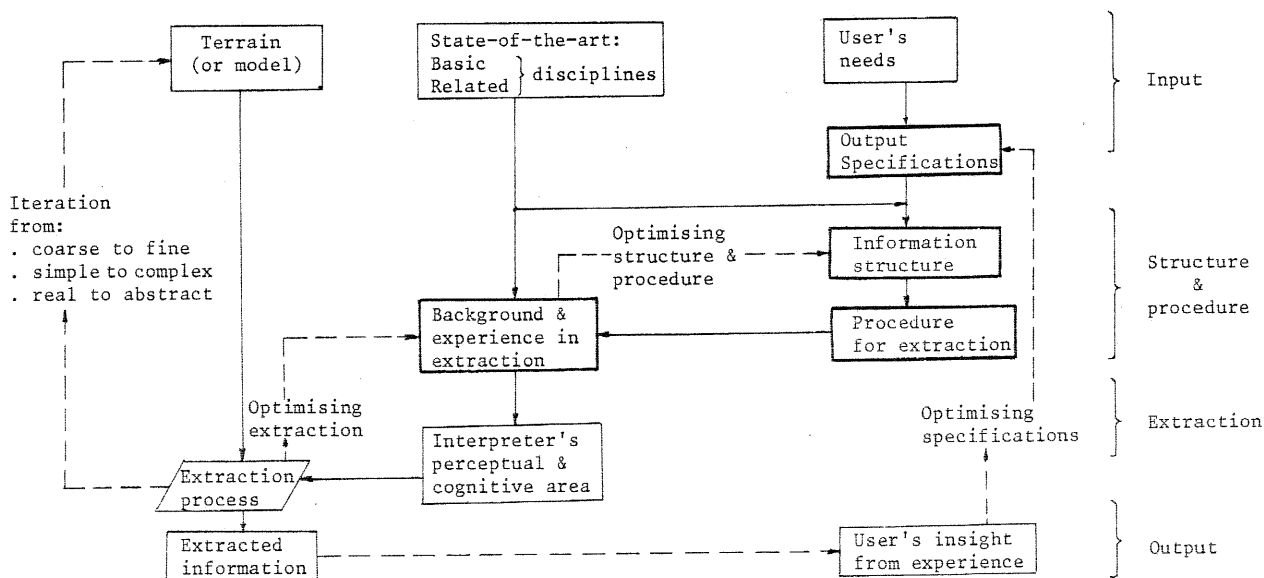 Terrain
(or model)
State-of-the-art:
Basic
Related
disciplines
User's
needs
Input
Output
Specifications
Iteration
from:
. coarse to fine
. simple to complex
. real to abstract
Optimising
structure &
procedure
Information
structure
Structure
&
procedure
Background &
experience in
extraction
Procedure
for extraction
Optimising
extraction
Interpreter's
perceptual &
cognitive area
Optimising
specifications
Extraction
Extraction
process
Extracted
information
User's insight
from experience
Output